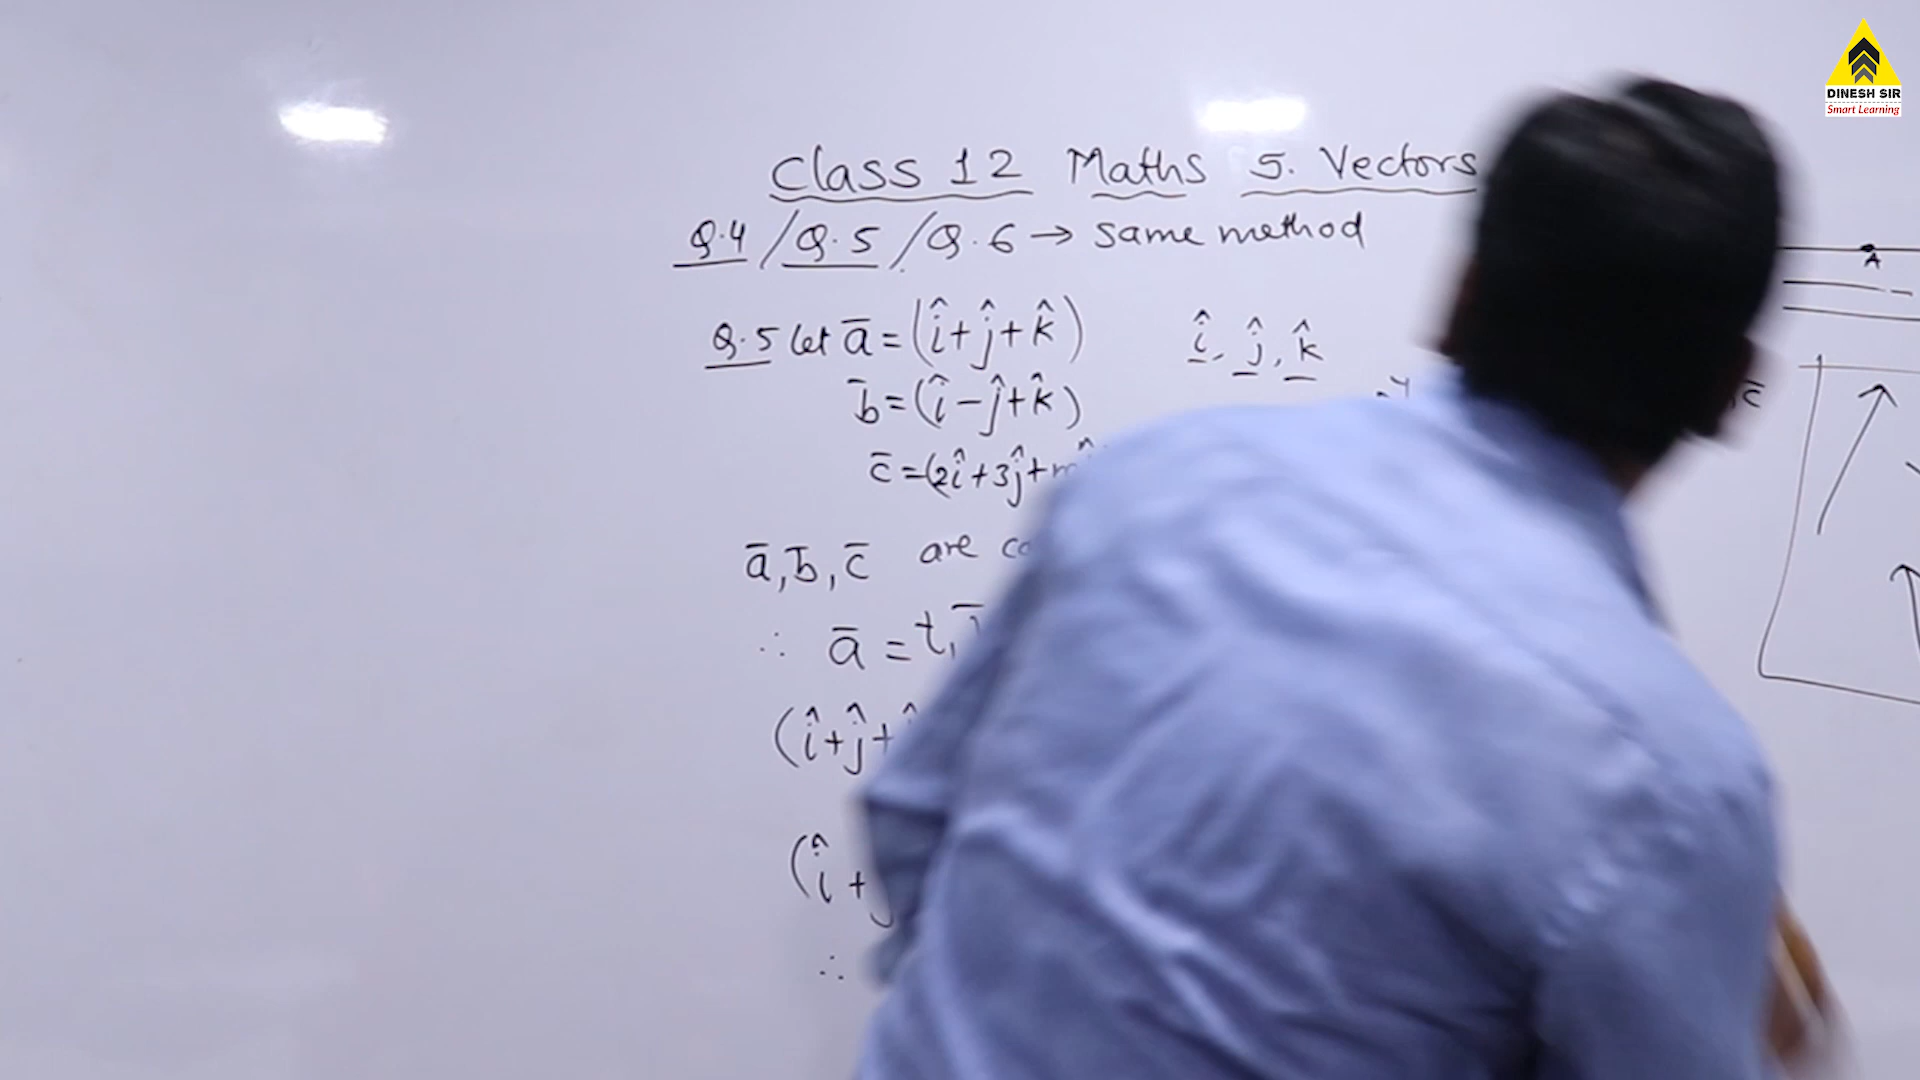 DINESH SIR
Smart Learning
Class 12 Maths 5. Vectors
Q.4 / Q.5 / Q.6 → same method
A
Q.5 let a̅ = (î+ĵ+k̂)
î, ĵ, k̂
b̅ = (î-ĵ+k̂)
c̅
c̅ = (2î+3ĵ+m
a̅, b̅, c̅ are
∴ a̅ = t₁
(î+ĵ+
(î +
∴